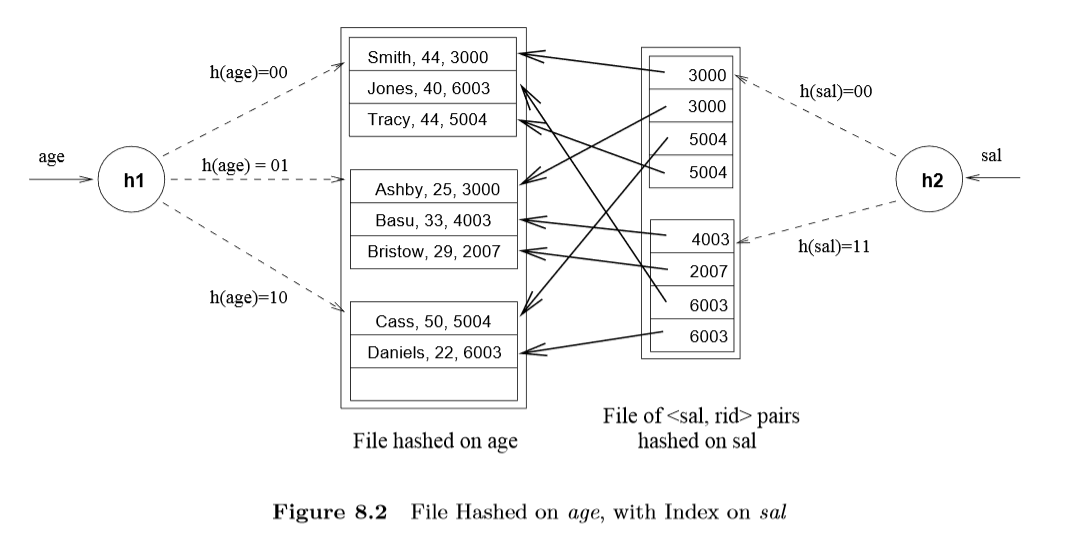 age
h1
h(age)=00
h(age) = 01
h(age)=10
Smith, 44, 3000
Jones, 40, 6003
Tracy, 44, 5004
Ashby, 25, 3000
Basu, 33, 4003
Bristow, 29, 2007
Cass, 50, 5004
Daniels, 22, 6003
File hashed on age
3000
3000
5004
5004
4003
2007
6003
6003
File of <sal, rid> pairs
hashed on sal
h(sal)=00
h(sal)=11
h2
sal
Figure 8.2 File Hashed on age, with Index on sal